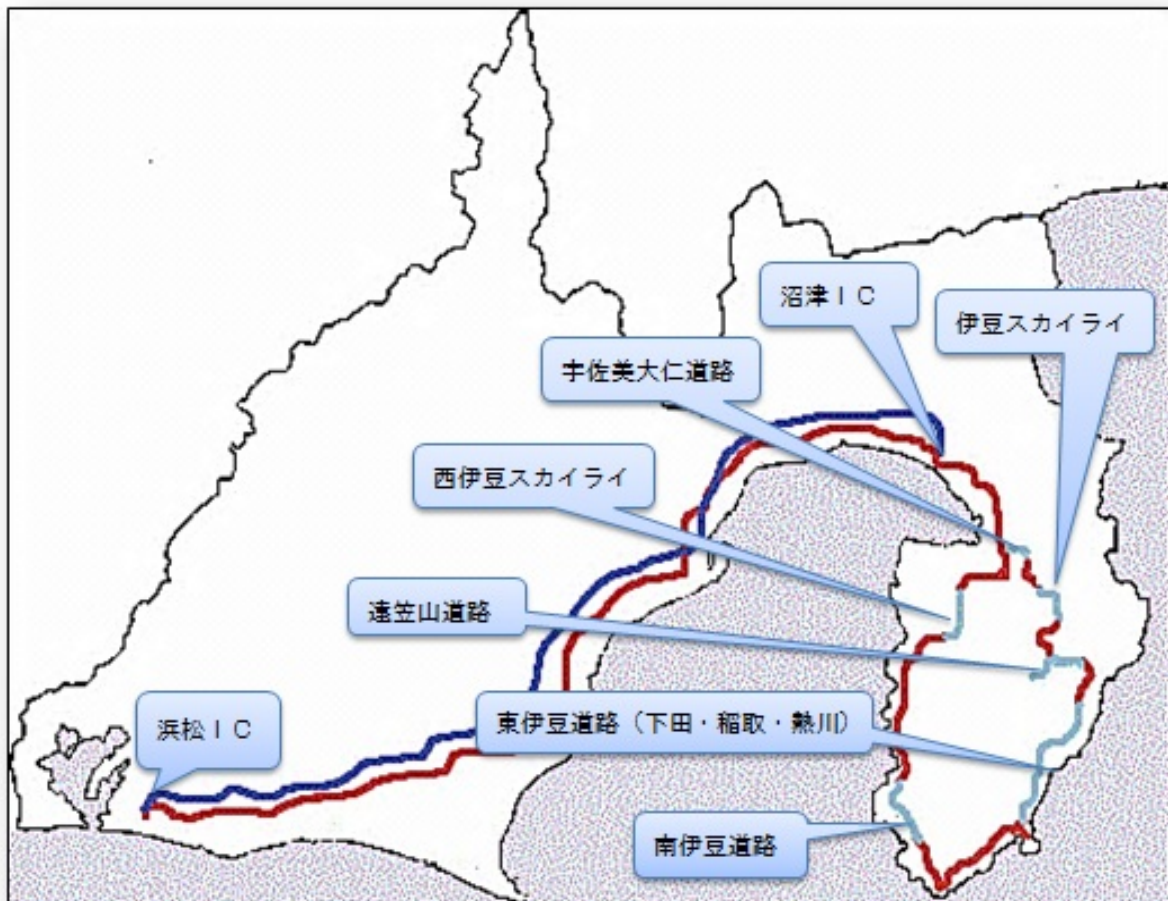 沼津ＩＣ
伊豆スカイライ
宇佐美大仁道路
西伊豆スカイライ
遠笠山道路
浜松ＩＣ
東伊豆道路（下田・稲取・熱川）
南伊豆道路